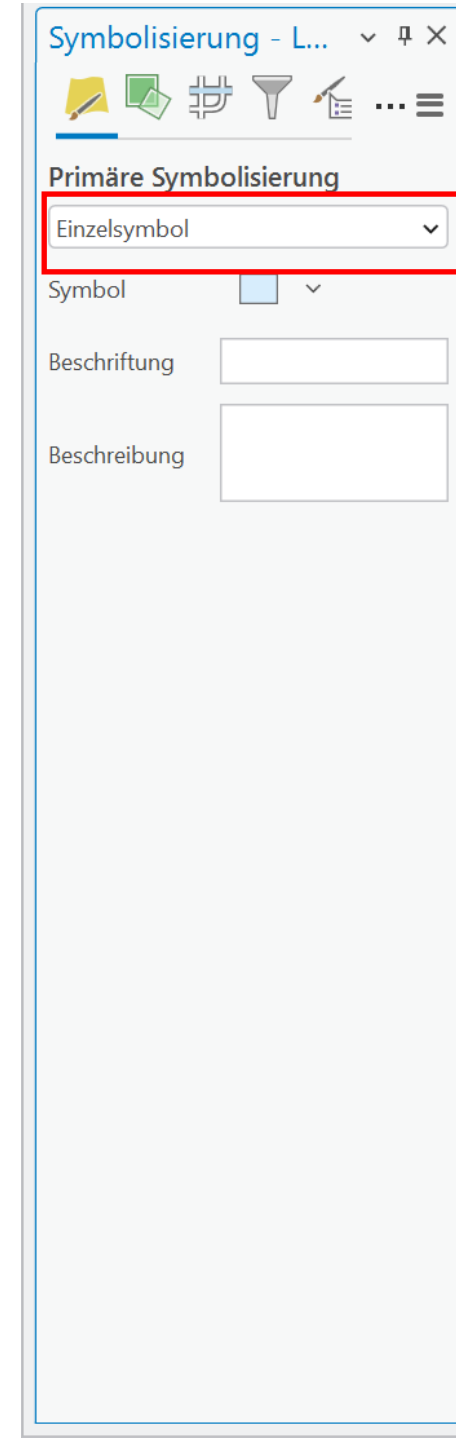 Symbolisierung - L...
Primäre Symbolisierung
Einzelsymbol
Symbol
Beschriftung
Beschreibung